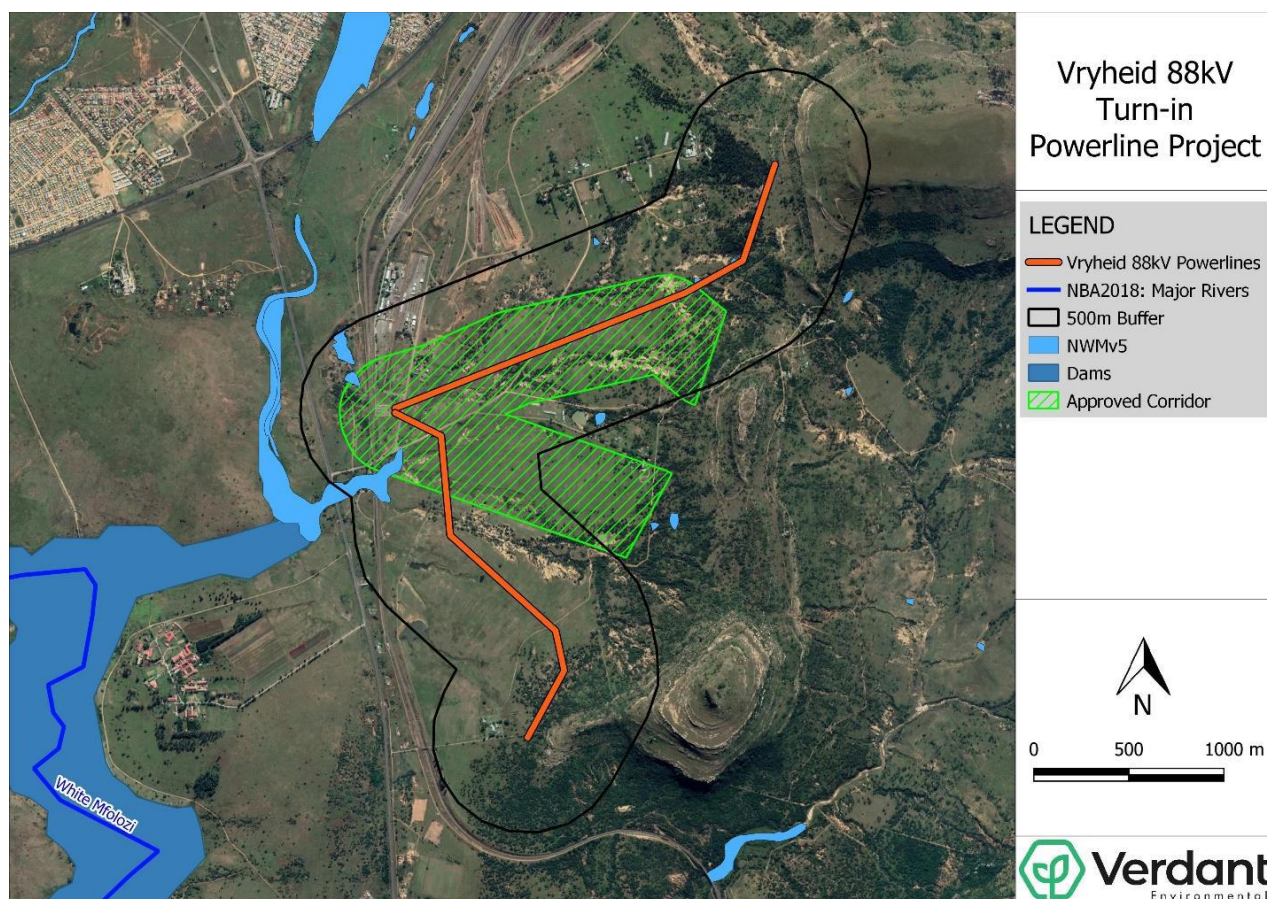 Vryheid 88kV
Turn-in
Powerline Project
LEGEND
Vryheid 88kV Powerlines
NBA2018: Major Rivers
500m Buffer
NWMv5
Dams
Approved Corridor
White Mfolozi
N
0 500 1000 m
Verdant
Environmental